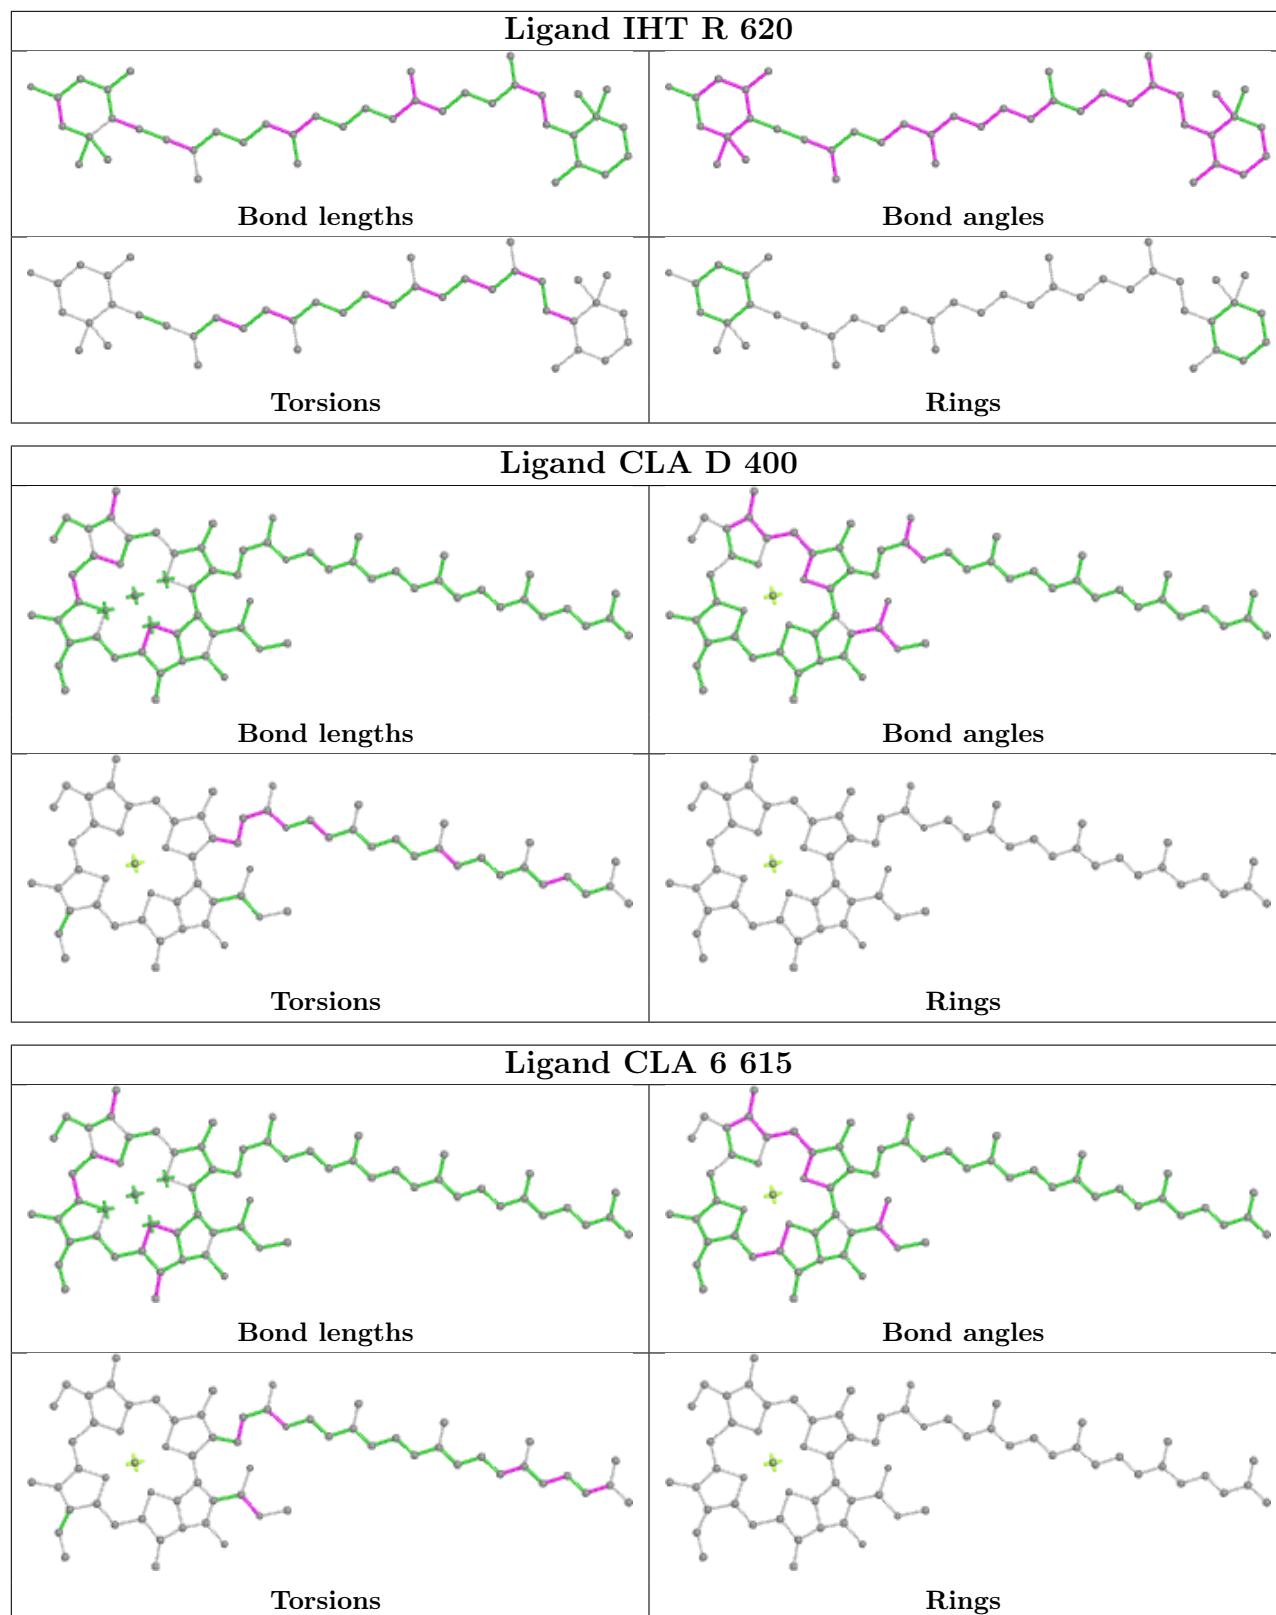 Ligand IHT R 620
Bond lengths
Bond angles
Torsions
Rings
Ligand CLA D 400
Bond lengths
Bond angles
Torsions
Rings
Ligand CLA 6 615
Bond lengths
Bond angles
Torsions
Rings